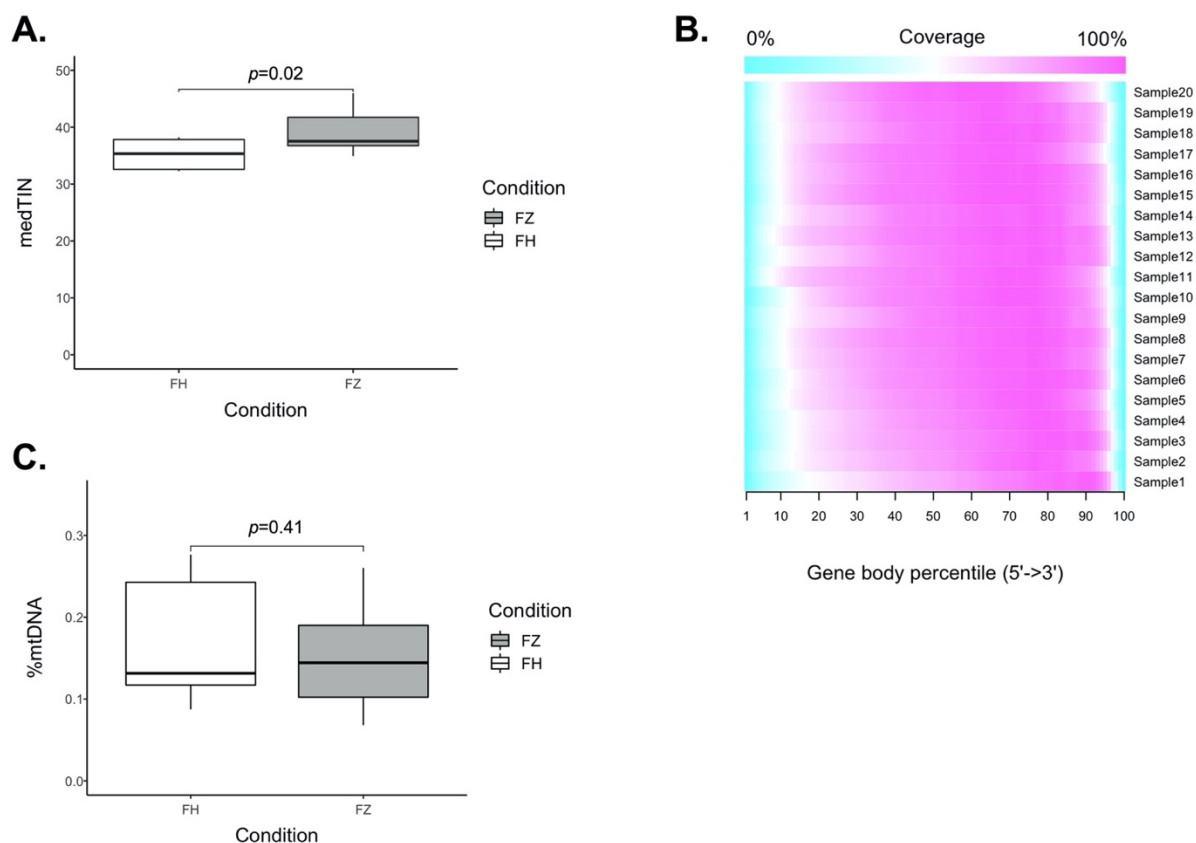 A.
50
40
30
20
10
0
medTIN
p=0.02
FH
FZ
Condition
Condition
FZ
FH
B.
0%
Coverage
100%
Sample20
Sample19
Sample18
Sample17
Sample16
Sample15
Sample14
Sample13
Sample12
Sample11
Sample10
Sample9
Sample8
Sample7
Sample6
Sample5
Sample4
Sample3
Sample2
Sample1
1 10 20 30 40 50 60 70 80 90 100
Gene body percentile (5'->3')
C.
0.3
0.2
0.1
0.0
%mtDNA
p=0.41
FH
FZ
Condition
Condition
FZ
FH